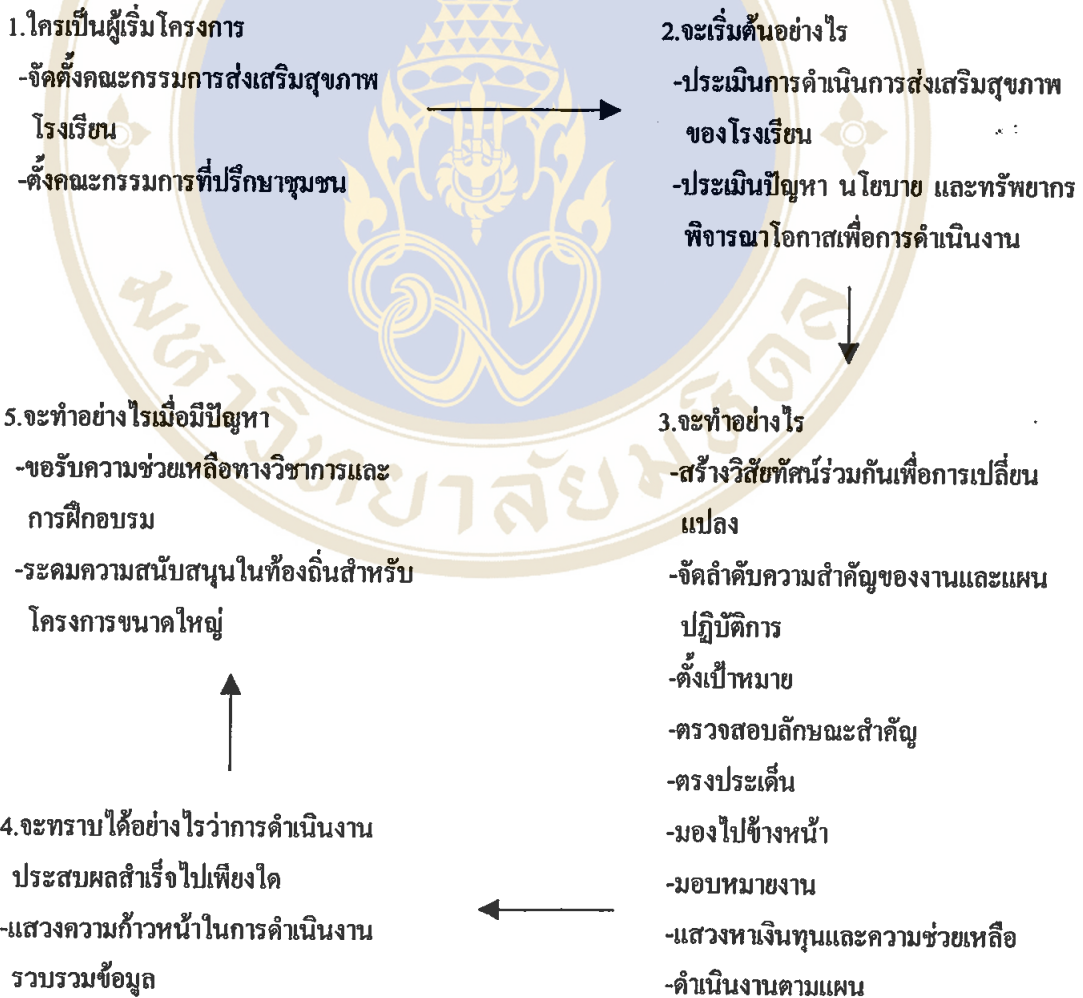 1.ใครเป็นผู้เริ่มโครงการ
-จัดตั้งคณะกรรมการส่งเสริมสุขภาพ
โรงเรียน
-ตั้งคณะกรรมการที่ปรึกษาชุมชน
2.จะเริ่มต้นอย่างไร
-ประเมินการดำเนินการส่งเสริมสุขภาพ
ของโรงเรียน
-ประเมินปัญหา นโยบาย และทรัพยากร
พิจารณาโอกาสเพื่อการดำเนินงาน
3.จะทำอย่างไร
-สร้างวิสัยทัศน์ร่วมกันเพื่อการเปลี่ยน
แปลง
-จัดลำดับความสำคัญของงานและแผน
ปฏิบัติการ
-ตั้งเป้าหมาย
-ตรวจสอบลักษณะสำคัญ
-ตรงประเด็น
-มองไปข้างหน้า
-มอบหมายงาน
-แสวงหาเงินทุนและความช่วยเหลือ
-ดำเนินงานตามแผน
4.จะทราบได้อย่างไรว่าการดำเนินงาน
ประสบผลสำเร็จไปเพียงใด
-แสวงความก้าวหน้าในการดำเนินงาน
รวบรวมข้อมูล
5.จะทำอย่างไรเมื่อมีปัญหา
-ขอรับความช่วยเหลือทางวิชาการและ
การฝึกอบรม
-ระดมความสนับสนุนในท้องถิ่นสำหรับ
โครงการขนาดใหญ่
มหาวิทยาลัยมหิดล